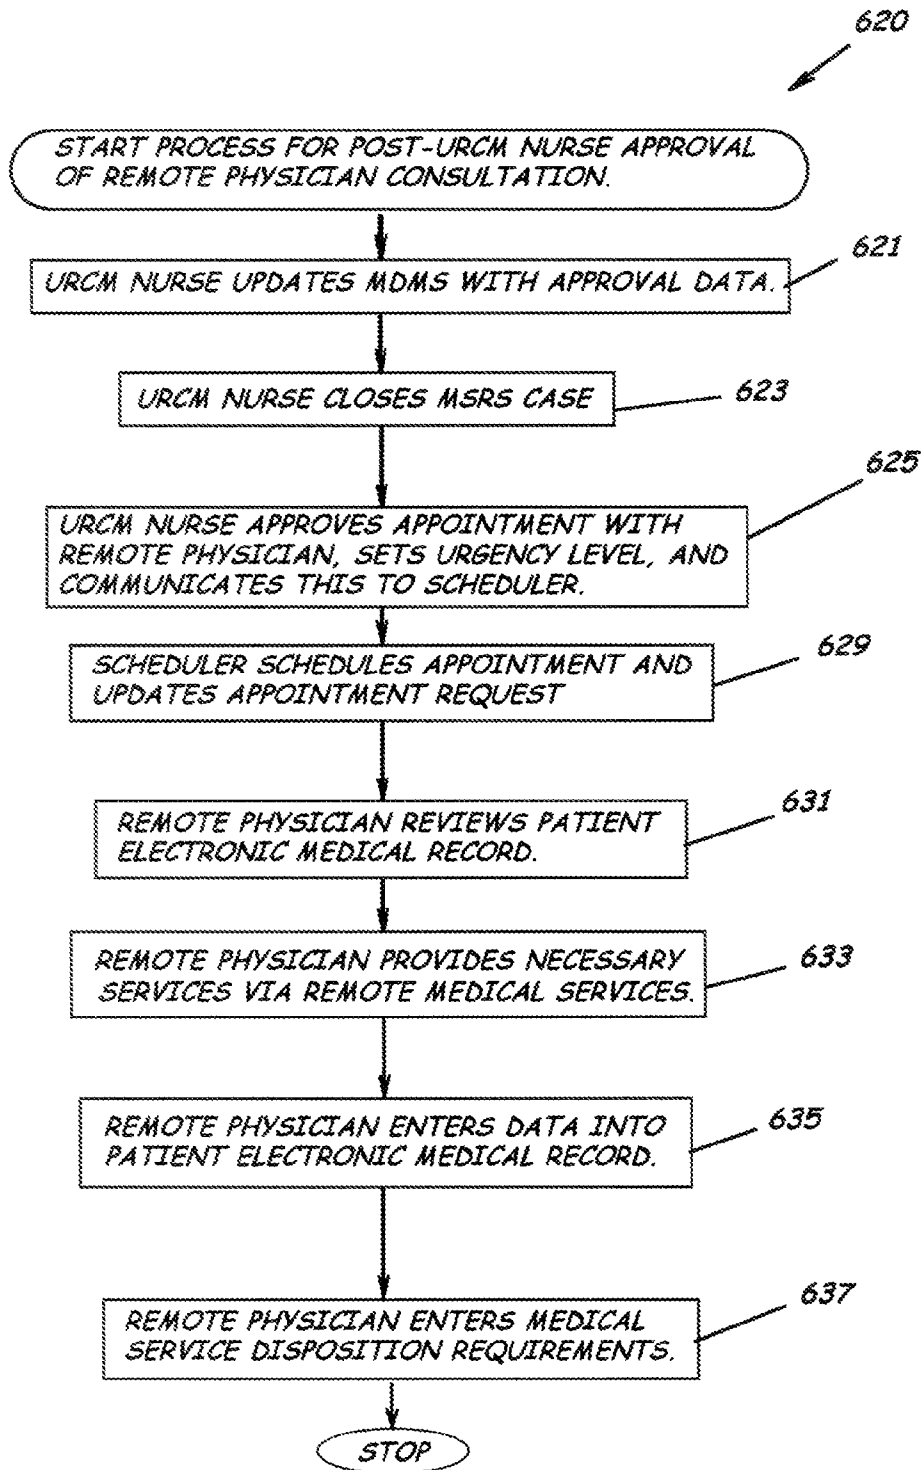 620
START PROCESS FOR POST-URCM NURSE APPROVAL
OF REMOTE PHYSICIAN CONSULTATION.
621
URCM NURSE UPDATES MDMS WITH APPROVAL DATA.
URCM NURSE CLOSES MSRS CASE
623
625
URCM NURSE APPROVES APPOINTMENT WITH
REMOTE PHYSICIAN, SETS URGENCY LEVEL, AND
COMMUNICATES THIS TO SCHEDULER.
629
SCHEDULER SCHEDULES APPOINTMENT AND
UPDATES APPOINTMENT REQUEST
631
REMOTE PHYSICIAN REVIEWS PATIENT
ELECTRONIC MEDICAL RECORD.
633
REMOTE PHYSICIAN PROVIDES NECESSARY
SERVICES VIA REMOTE MEDICAL SERVICES.
635
REMOTE PHYSICIAN ENTERS DATA INTO
PATIENT ELECTRONIC MEDICAL RECORD.
637
REMOTE PHYSICIAN ENTERS MEDICAL
SERVICE DISPOSITION REQUIREMENTS.
STOP